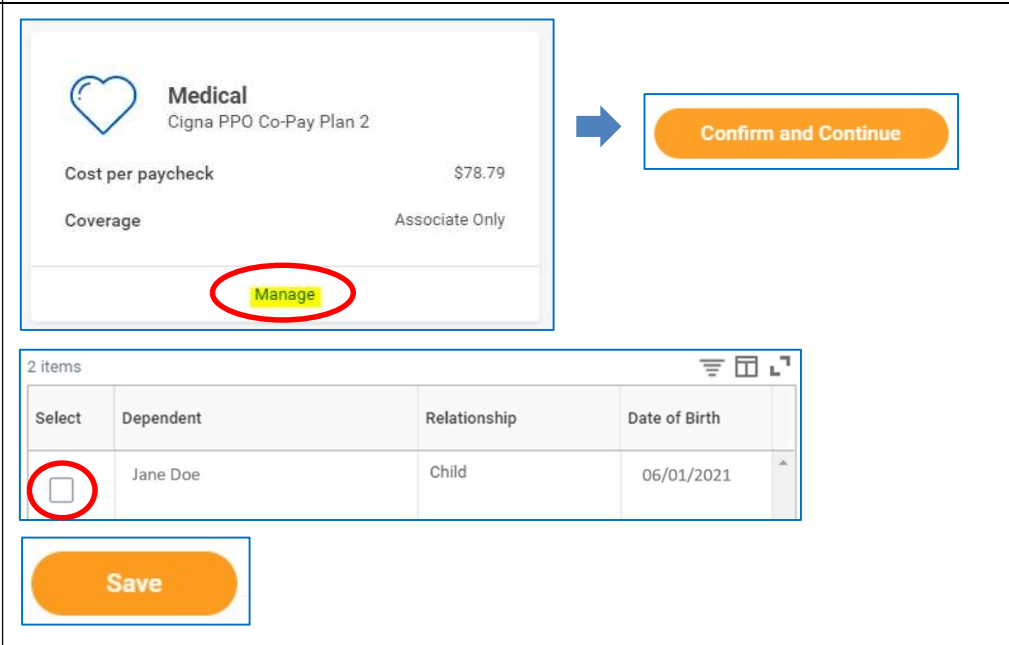 Medical
Cigna PPO Co-Pay Plan 2
Cost per paycheck $78.79
Coverage Associate Only
Manage
Confirm and Continue
2 items
Select Dependent Relationship Date of Birth
Jane Doe Child 06/01/2021
Save